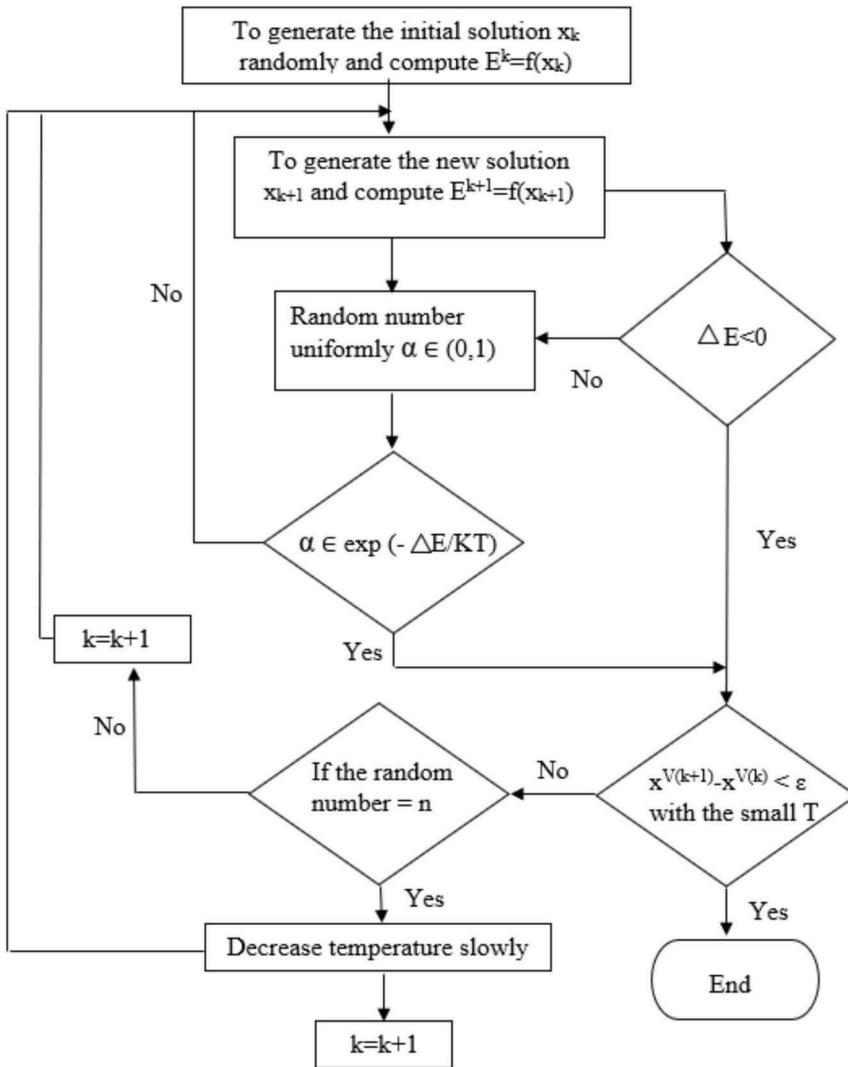 To generate the initial solution xₖ
randomly and compute Eᵏ=f(xₖ)
To generate the new solution
xₖ₊₁ and compute Eᵏ⁺¹=f(xₖ₊₁)
No
Random number
uniformly α ∈ (0,1)
△ E<0
No
α ∈ exp (- △E/KT)
Yes
k=k+1
Yes
No
If the random
number = n
No
x^V(k+1)-x^V(k) < ε
with the small T
Yes
Yes
Decrease temperature slowly
End
k=k+1